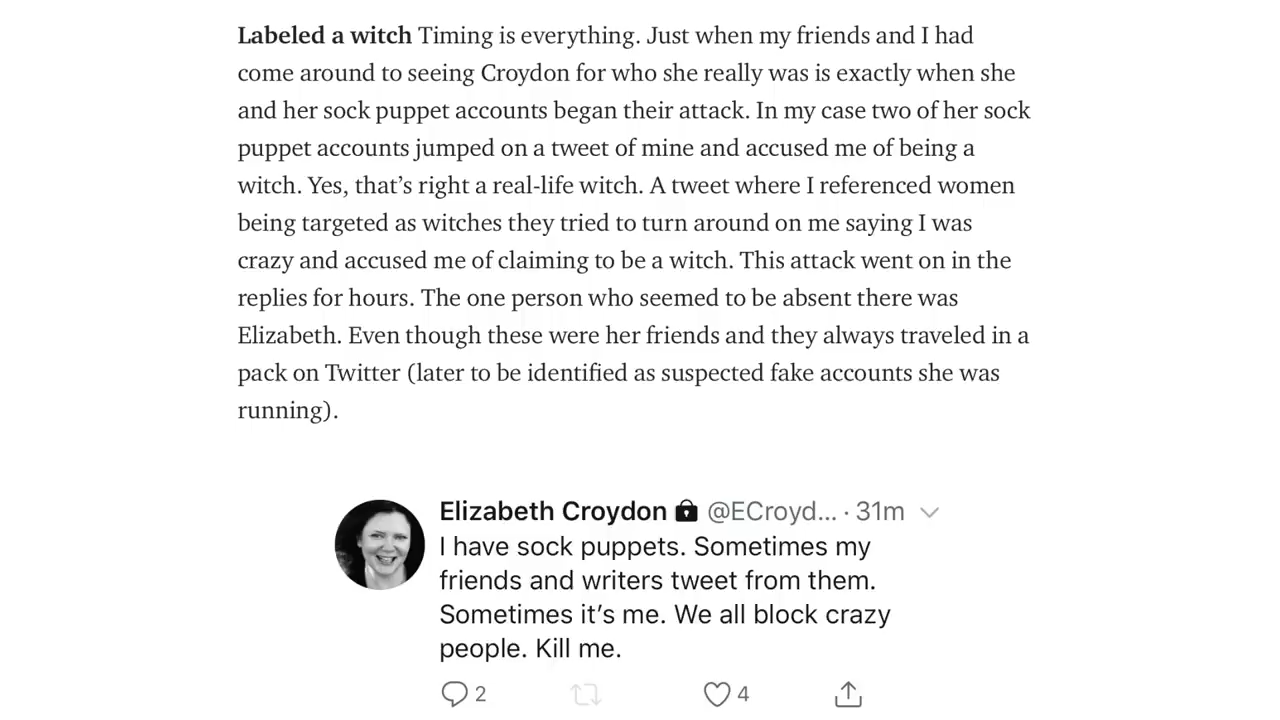 Labeled a witch Timing is everything. Just when my friends and I had
come around to seeing Croydon for who she really was is exactly when she
and her sock puppet accounts began their attack. In my case two of her sock
puppet accounts jumped on a tweet of mine and accused me of being a
witch. Yes, that’s right a real-life witch. A tweet where I referenced women
being targeted as witches they tried to turn around on me saying I was
crazy and accused me of claiming to be a witch. This attack went on in the
replies for hours. The one person who seemed to be absent there was
Elizabeth. Even though these were her friends and they always traveled in a
pack on Twitter (later to be identified as suspected fake accounts she was
running).
Elizabeth Croydon @ECroyd... · 31m
I have sock puppets. Sometimes my
friends and writers tweet from them.
Sometimes it’s me. We all block crazy
people. Kill me.
2 4